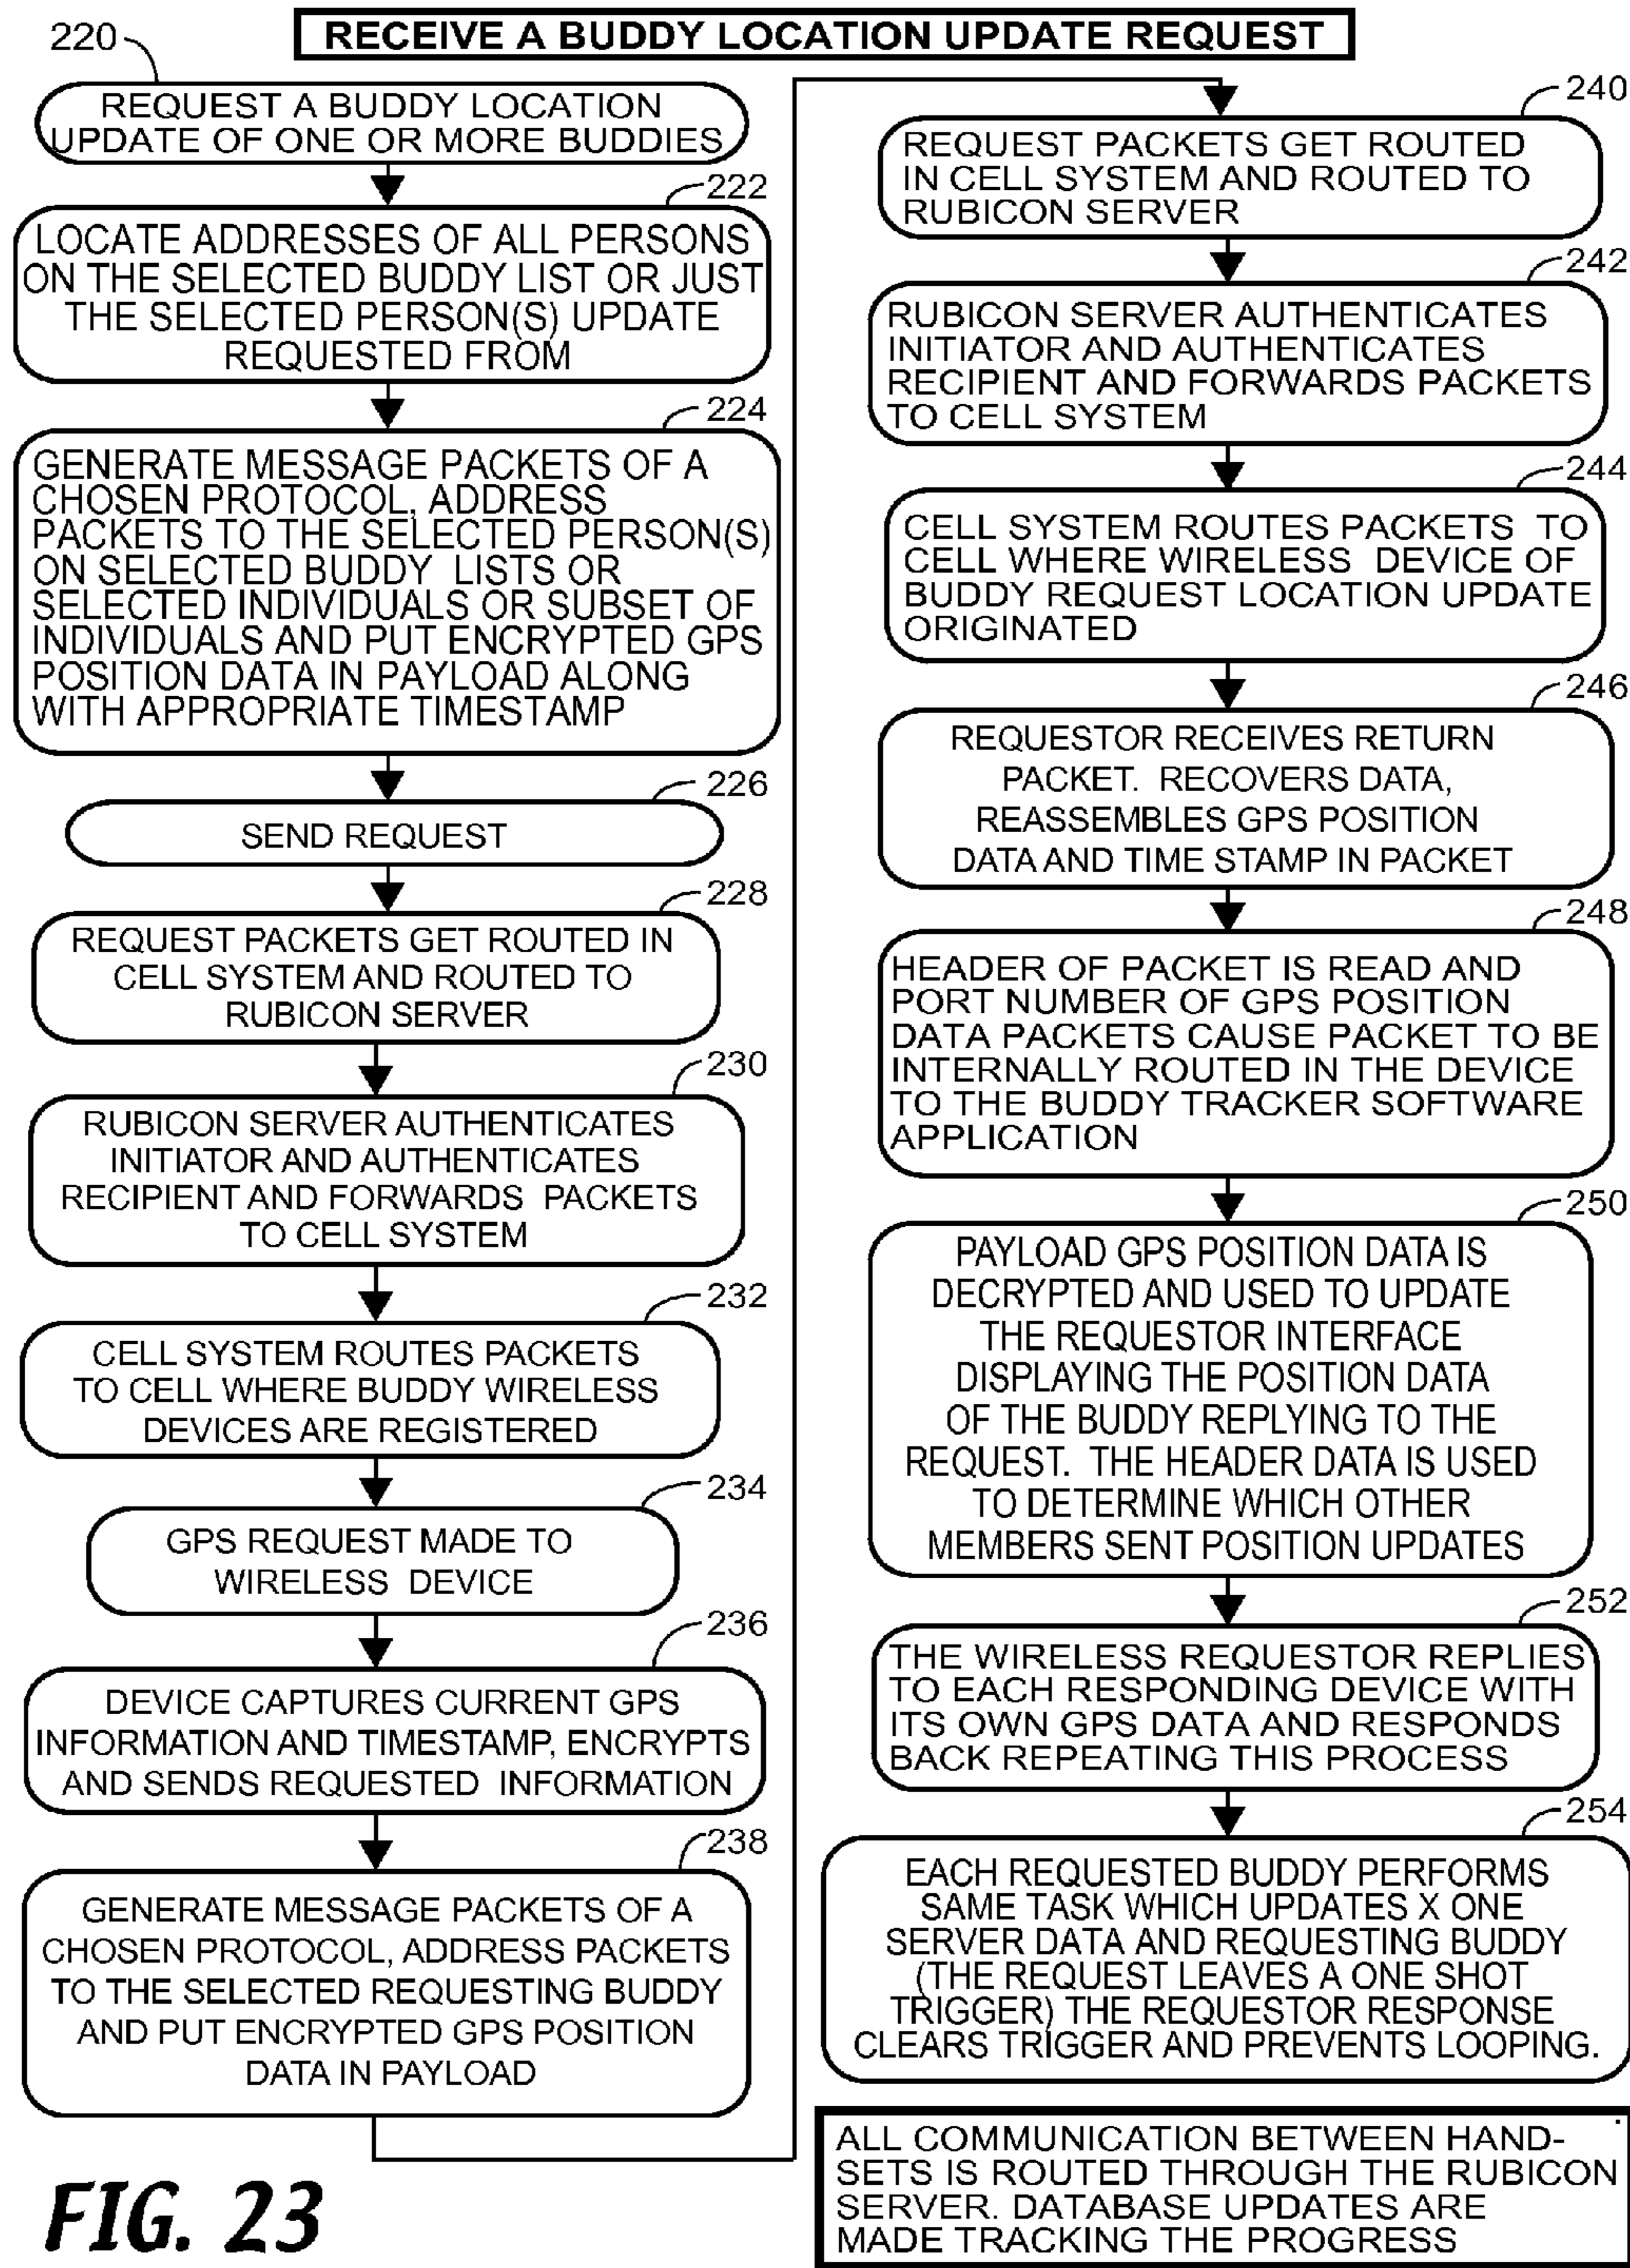 RECEIVE A BUDDY LOCATION UPDATE REQUEST
220
REQUEST A BUDDY LOCATION
UPDATE OF ONE OR MORE BUDDIES
222
LOCATE ADDRESSES OF ALL PERSONS
ON THE SELECTED BUDDY LIST OR JUST
THE SELECTED PERSON(S) UPDATE
REQUESTED FROM
224
GENERATE MESSAGE PACKETS OF A
CHOSEN PROTOCOL, ADDRESS
PACKETS TO THE SELECTED PERSON(S)
ON SELECTED BUDDY LISTS OR
SELECTED INDIVIDUALS OR SUBSET OF
INDIVIDUALS AND PUT ENCRYPTED GPS
POSITION DATA IN PAYLOAD ALONG
WITH APPROPRIATE TIMESTAMP
226
SEND REQUEST
228
REQUEST PACKETS GET ROUTED IN
CELL SYSTEM AND ROUTED TO
RUBICON SERVER
230
RUBICON SERVER AUTHENTICATES
INITIATOR AND AUTHENTICATES
RECIPIENT AND FORWARDS PACKETS
TO CELL SYSTEM
232
CELL SYSTEM ROUTES PACKETS
TO CELL WHERE BUDDY WIRELESS
DEVICES ARE REGISTERED
234
GPS REQUEST MADE TO
WIRELESS DEVICE
236
DEVICE CAPTURES CURRENT GPS
INFORMATION AND TIMESTAMP, ENCRYPTS
AND SENDS REQUESTED INFORMATION
238
GENERATE MESSAGE PACKETS OF A
CHOSEN PROTOCOL, ADDRESS PACKETS
TO THE SELECTED REQUESTING BUDDY
AND PUT ENCRYPTED GPS POSITION
DATA IN PAYLOAD
240
REQUEST PACKETS GET ROUTED
IN CELL SYSTEM AND ROUTED TO
RUBICON SERVER
242
RUBICON SERVER AUTHENTICATES
INITIATOR AND AUTHENTICATES
RECIPIENT AND FORWARDS PACKETS
TO CELL SYSTEM
244
CELL SYSTEM ROUTES PACKETS TO
CELL WHERE WIRELESS DEVICE OF
BUDDY REQUEST LOCATION UPDATE
ORIGINATED
246
REQUESTOR RECEIVES RETURN
PACKET. RECOVERS DATA,
REASSEMBLES GPS POSITION
DATA AND TIME STAMP IN PACKET
248
HEADER OF PACKET IS READ AND
PORT NUMBER OF GPS POSITION
DATA PACKETS CAUSE PACKET TO BE
INTERNALLY ROUTED IN THE DEVICE
TO THE BUDDY TRACKER SOFTWARE
APPLICATION
250
PAYLOAD GPS POSITION DATA IS
DECRYPTED AND USED TO UPDATE
THE REQUESTOR INTERFACE
DISPLAYING THE POSITION DATA
OF THE BUDDY REPLYING TO THE
REQUEST. THE HEADER DATA IS USED
TO DETERMINE WHICH OTHER
MEMBERS SENT POSITION UPDATES
252
THE WIRELESS REQUESTOR REPLIES
TO EACH RESPONDING DEVICE WITH
ITS OWN GPS DATA AND RESPONDS
BACK REPEATING THIS PROCESS
254
EACH REQUESTED BUDDY PERFORMS
SAME TASK WHICH UPDATES X ONE
SERVER DATA AND REQUESTING BUDDY
(THE REQUEST LEAVES A ONE SHOT
TRIGGER) THE REQUESTOR RESPONSE
CLEARS TRIGGER AND PREVENTS LOOPING.
ALL COMMUNICATION BETWEEN HAND-
SETS IS ROUTED THROUGH THE RUBICON
SERVER. DATABASE UPDATES ARE
MADE TRACKING THE PROGRESS
FIG. 23